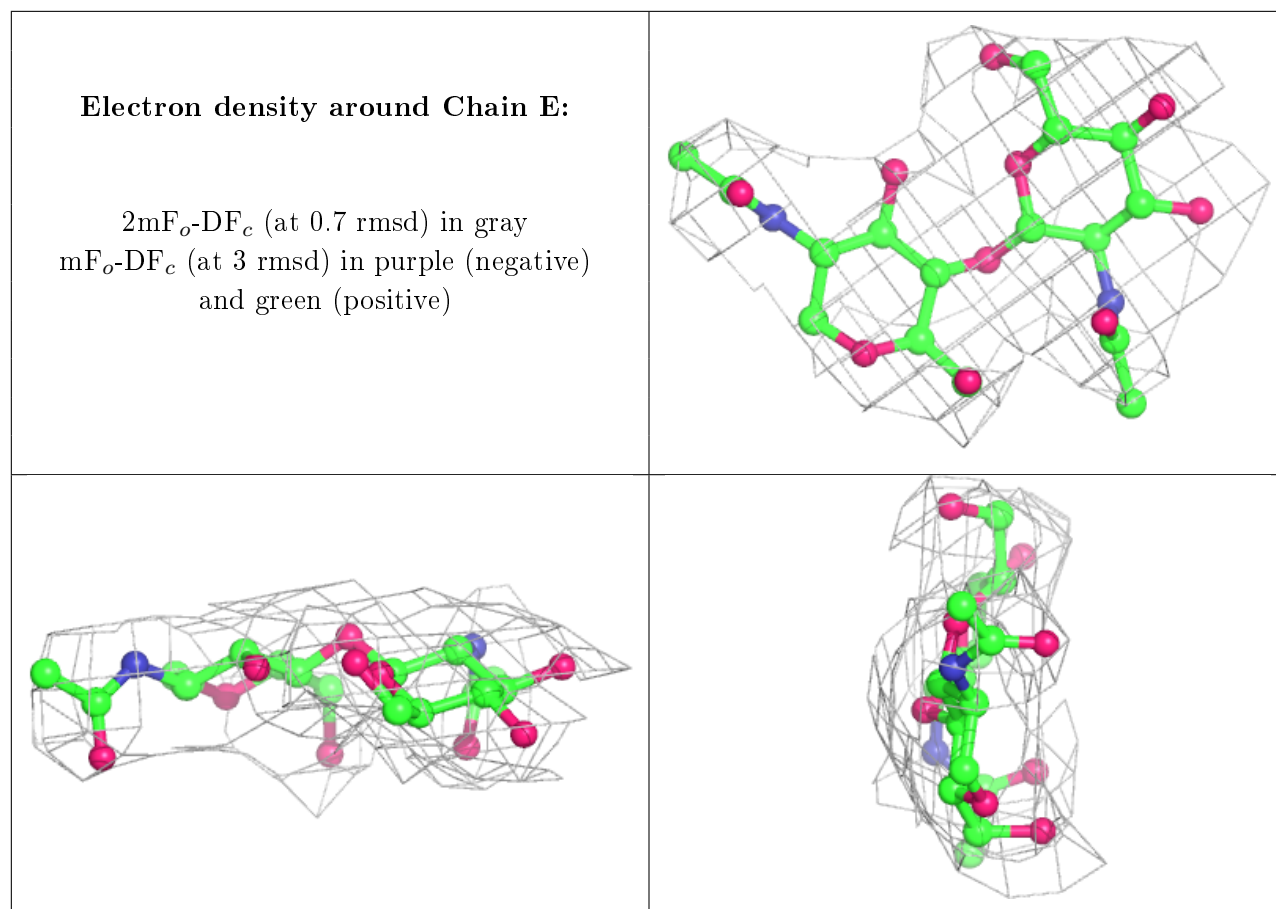 Electron density around Chain E:
2mFₒ-DF𝒸 (at 0.7 rmsd) in gray
mFₒ-DF𝒸 (at 3 rmsd) in purple (negative)
and green (positive)